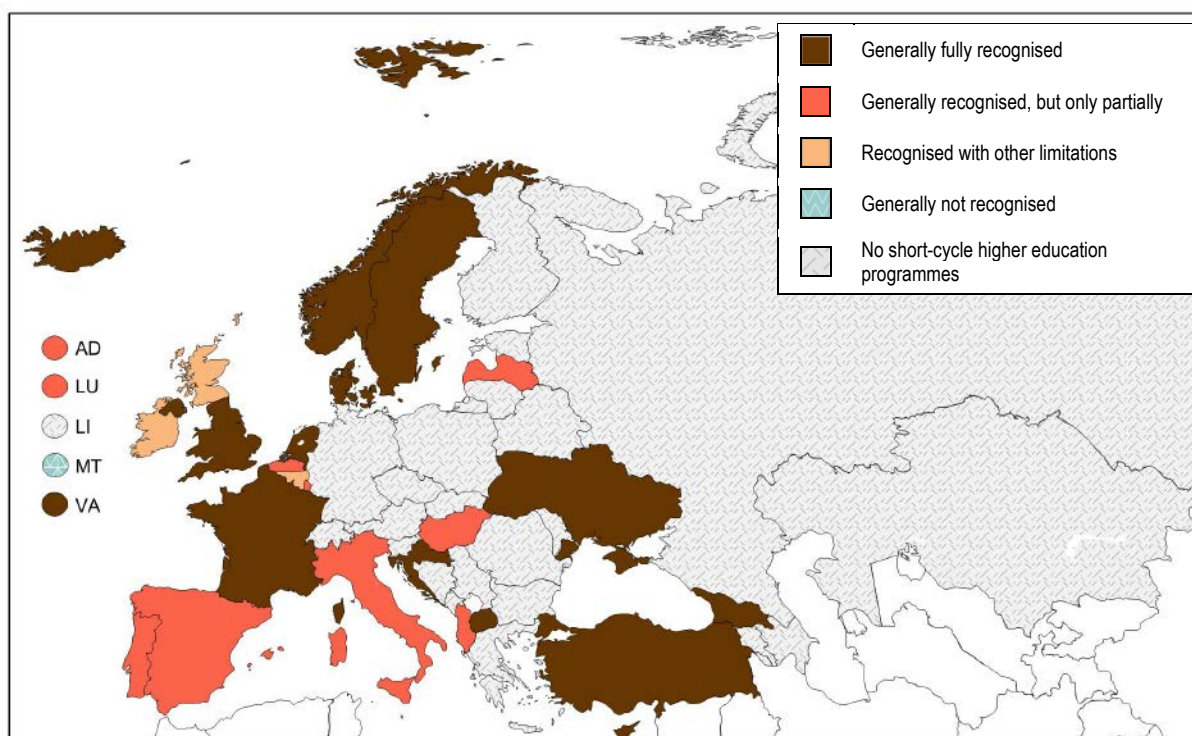 Generally fully recognised
Generally recognised, but only partially
Recognised with other limitations
Generally not recognised
No short-cycle higher education
programmes
AD
LU
LI
MT
VA